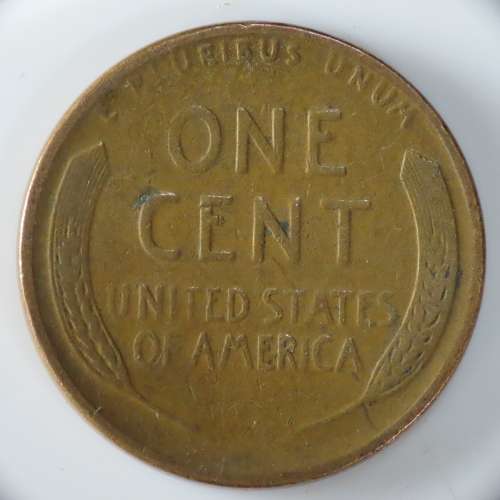 E PLURIBUS UNUM
ONE
CENT
UNITED STATES
OF AMERICA